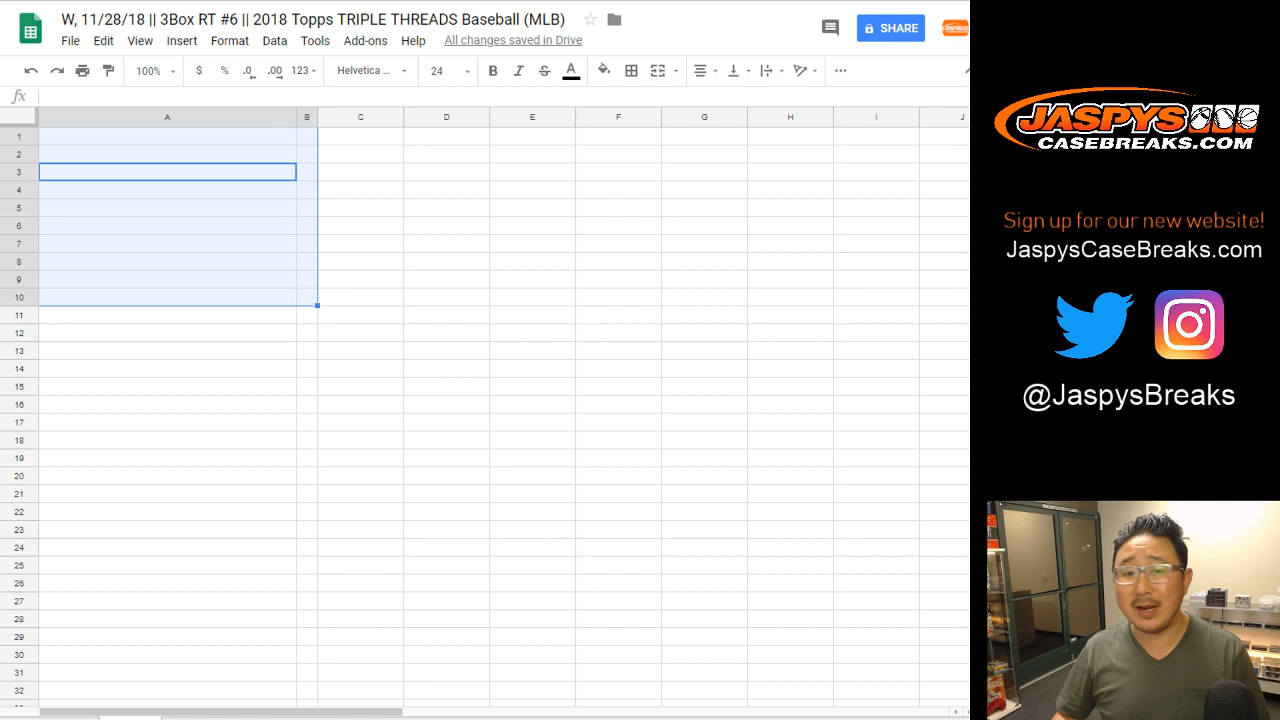 W, 11/28/18 || 3Box RT #6 || 2018 Topps TRIPLE THREADS Baseball (MLB)
File Edit View Insert Format Data Tools Add-ons Help All changes saved in Drive
SHARE
100% $ % .0 .00 123 Helvetica ... 24 B I S A
fx
A B C D E F G H I J
1
2
3
4
5
6
7
8
9
10
11
12
13
14
15
16
17
18
19
20
21
22
23
24
25
26
27
28
29
30
31
32
JASPYS
CASEBREAKS.COM
Sign up for our new website!
JaspysCaseBreaks.com
@JaspysBreaks